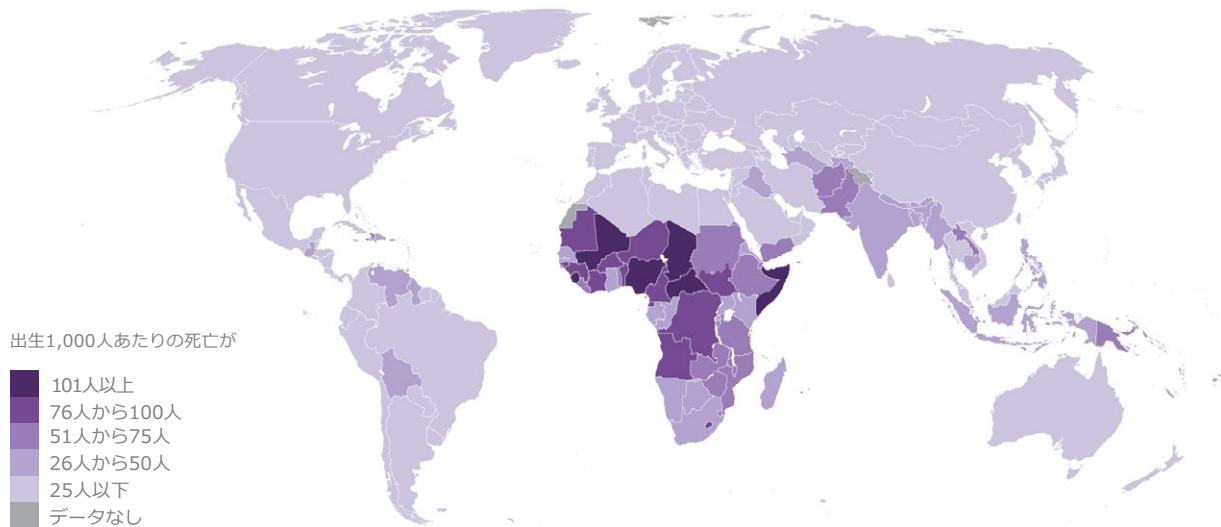 出生1,000人あたりの死亡が
101人以上
76人から100人
51人から75人
26人から50人
25人以下
データなし